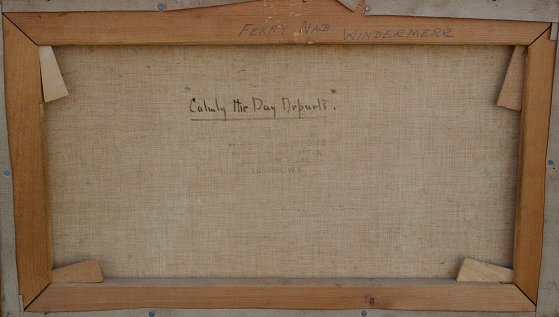 FERRY NAB WINDERMERE
"Calmly the Day Departs".
LONDON. W.1.